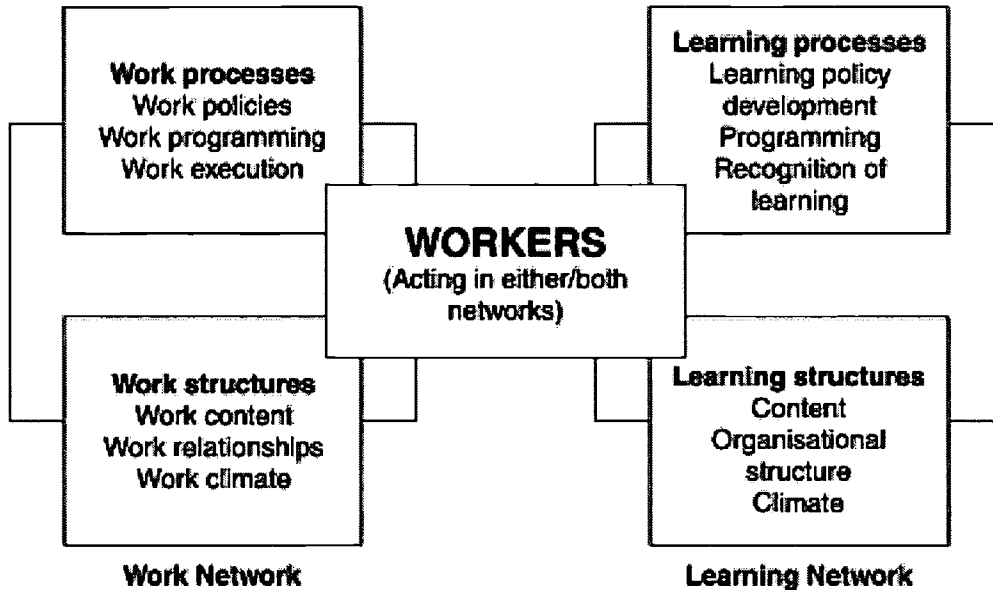 Work processes
Work policies
Work programming
Work execution
Learning processes
Learning policy
development
Programming
Recognition of
learning
WORKERS
(Acting in either/both
networks)
Work structures
Work content
Work relationships
Work climate
Learning structures
Content
Organisational
structure
Climate
Work Network
Learning Network